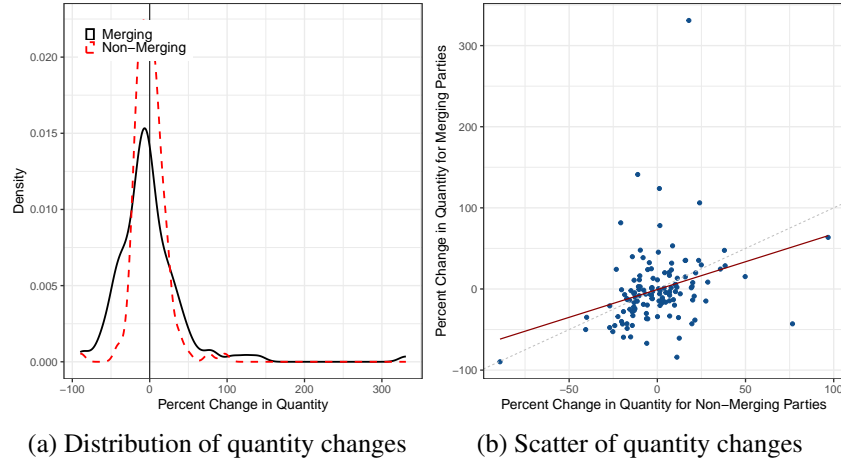 Merging
Non−Merging
0.020
0.015
0.010
0.005
0.000
Density
−100
0
100
200
300
Percent Change in Quantity
(a) Distribution of quantity changes
300
200
100
0
−100
Percent Change in Quantity for Merging Parties
−50
0
50
100
Percent Change in Quantity for Non−Merging Parties
(b) Scatter of quantity changes